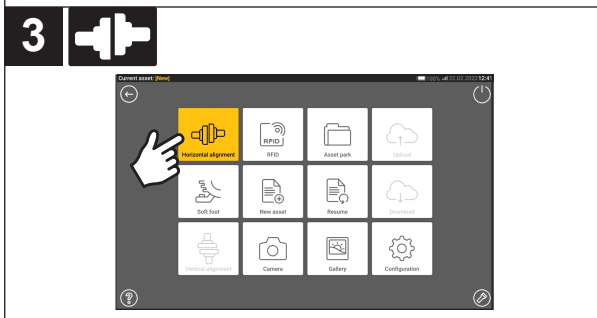 3
Current asset: [New]
100% 22.02.2022 12:41
Horizontal alignment
RFID
RFID
Asset park
Upload
Soft foot
New asset
Resume
Download
Vertical alignment
Camera
Gallery
Configuration
?